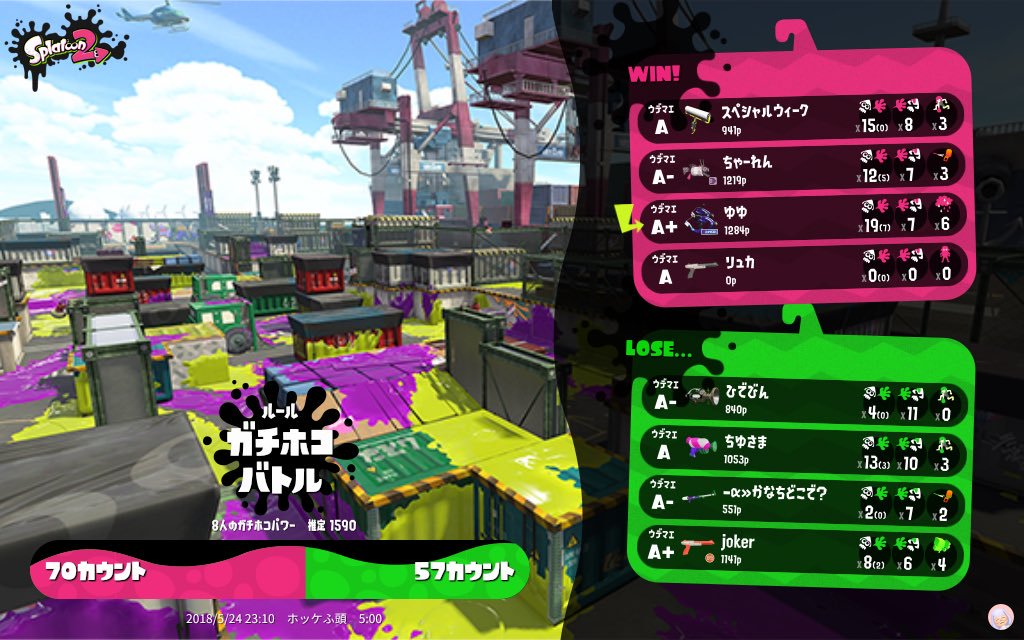 Splatoon 2
WIN!
ウデマエ
A
スペシャルウィーク
941p
x15(0) x8 x3
ウデマエ
A-
ちゃーれん
1219p
x12(5) x7 x3
ウデマエ
A+
ゆゆ
1284p
x19(7) x7 x6
ウデマエ
A
リュカ
0p
x0(0) x0 x0
LOSE...
ウデマエ
A-
ひでびん
840p
x4(0) x11 x0
ウデマエ
A
ちゆさま
1053p
x13(3) x10 x3
ウデマエ
A-
-α»かなちどこで?
551p
x2(0) x7 x2
ウデマエ
A+
joker
1141p
x8(2) x6 x4
ルール
ガチホコ
バトル
8人のガチホコパワー 推定 1590
70カウント
57カウント
2018/5/24 23:10 ホッケふ頭 5:00